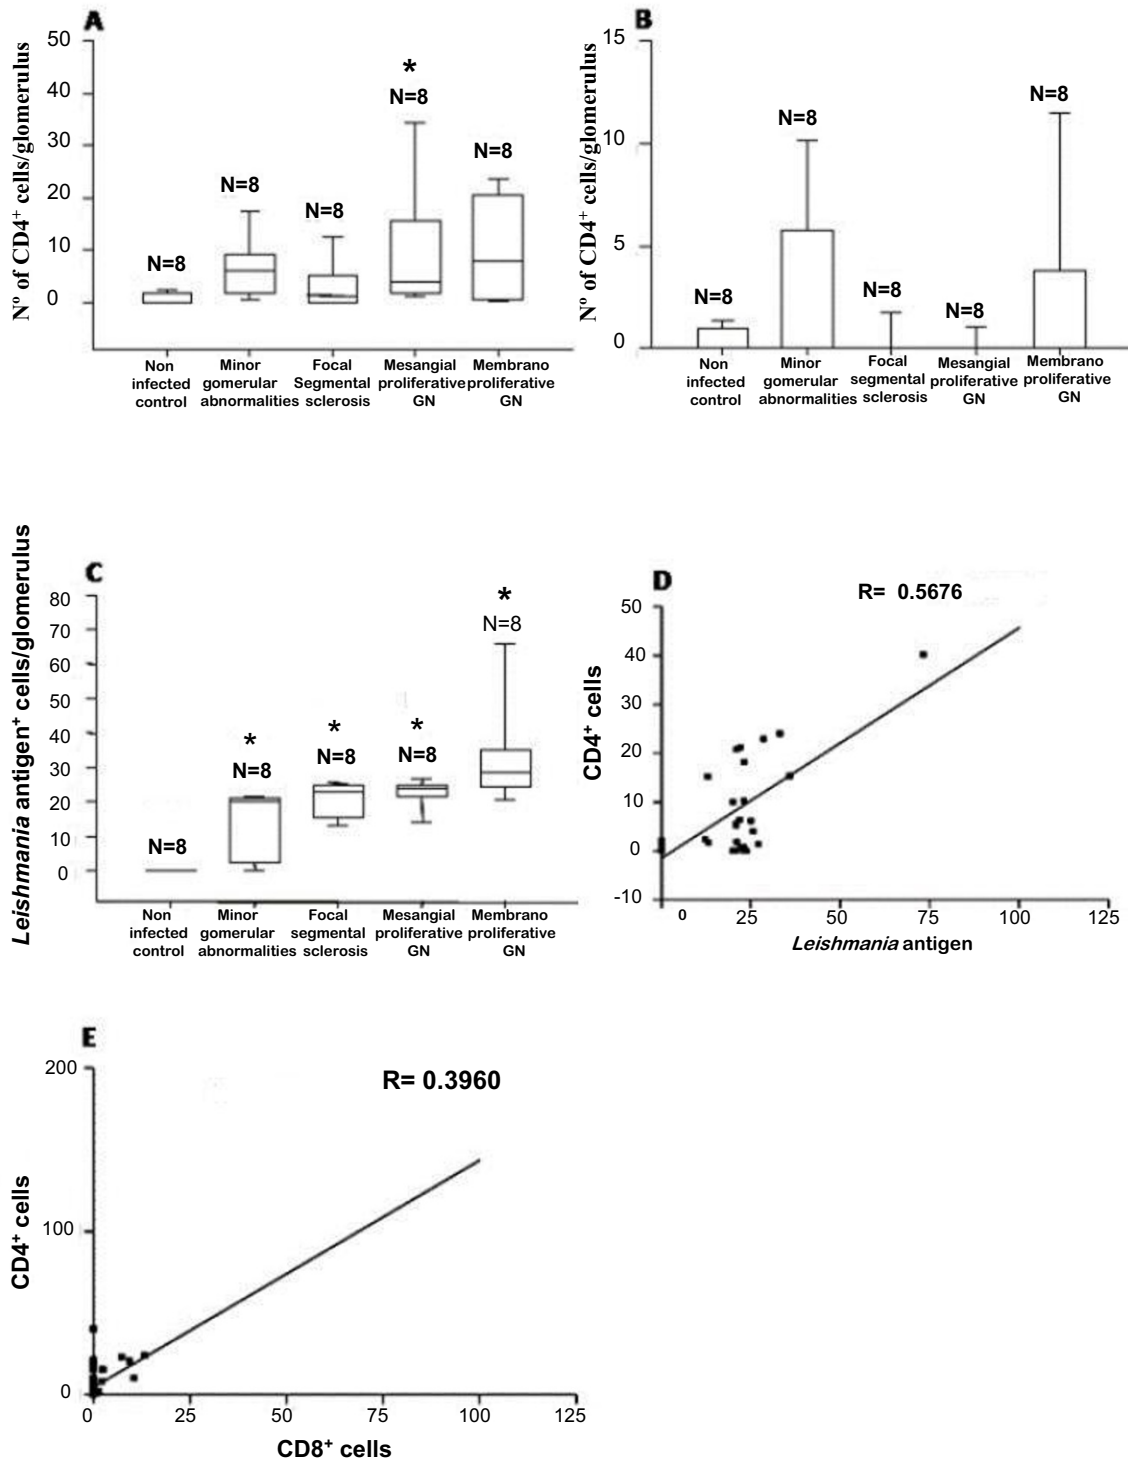 A
Nº of CD4⁺ cells/glomerulus
50
40
30
20
10
0
N=8
N=8
N=8
*
N=8
N=8
Non infected control
Minor gomerular abnormalities
Focal Segmental sclerosis
Mesangial proliferative GN
Membrano proliferative GN
B
Nº of CD4⁺ cells/glomerulus
15
10
5
0
N=8
N=8
N=8
N=8
N=8
Non infected control
Minor gomerular abnormalities
Focal segmental sclerosis
Mesangial proliferative GN
Membrano proliferative GN
C
Leishmania antigen⁺ cells/glomerulus
80
70
60
50
40
30
20
10
0
N=8
*
N=8
*
N=8
*
N=8
*
N=8
Non infected control
Minor gomerular abnormalities
Focal segmental sclerosis
Mesangial proliferative GN
Membrano proliferative GN
D
R= 0.5676
CD4⁺ cells
50
40
30
20
10
0
-10
0 25 50 75 100 125
Leishmania antigen
E
R= 0.3960
CD4⁺ cells
200
100
0
0 25 50 75 100 125
CD8⁺ cells